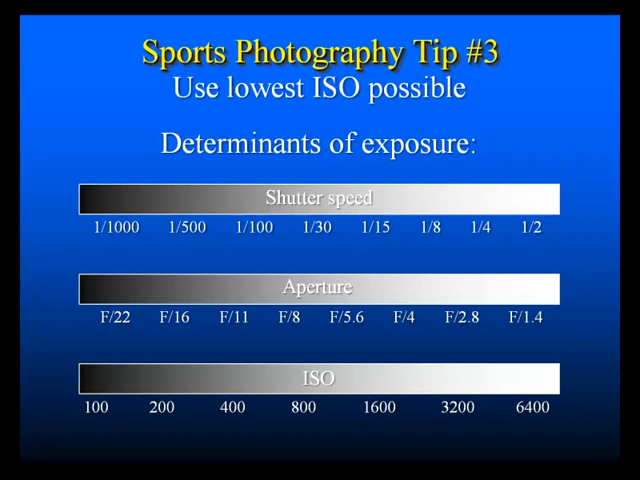 Sports Photography Tip #3
Use lowest ISO possible
Determinants of exposure:
Shutter speed
1/1000 1/500 1/100 1/30 1/15 1/8 1/4 1/2
Aperture
F/22 F/16 F/11 F/8 F/5.6 F/4 F/2.8 F/1.4
ISO
100 200 400 800 1600 3200 6400